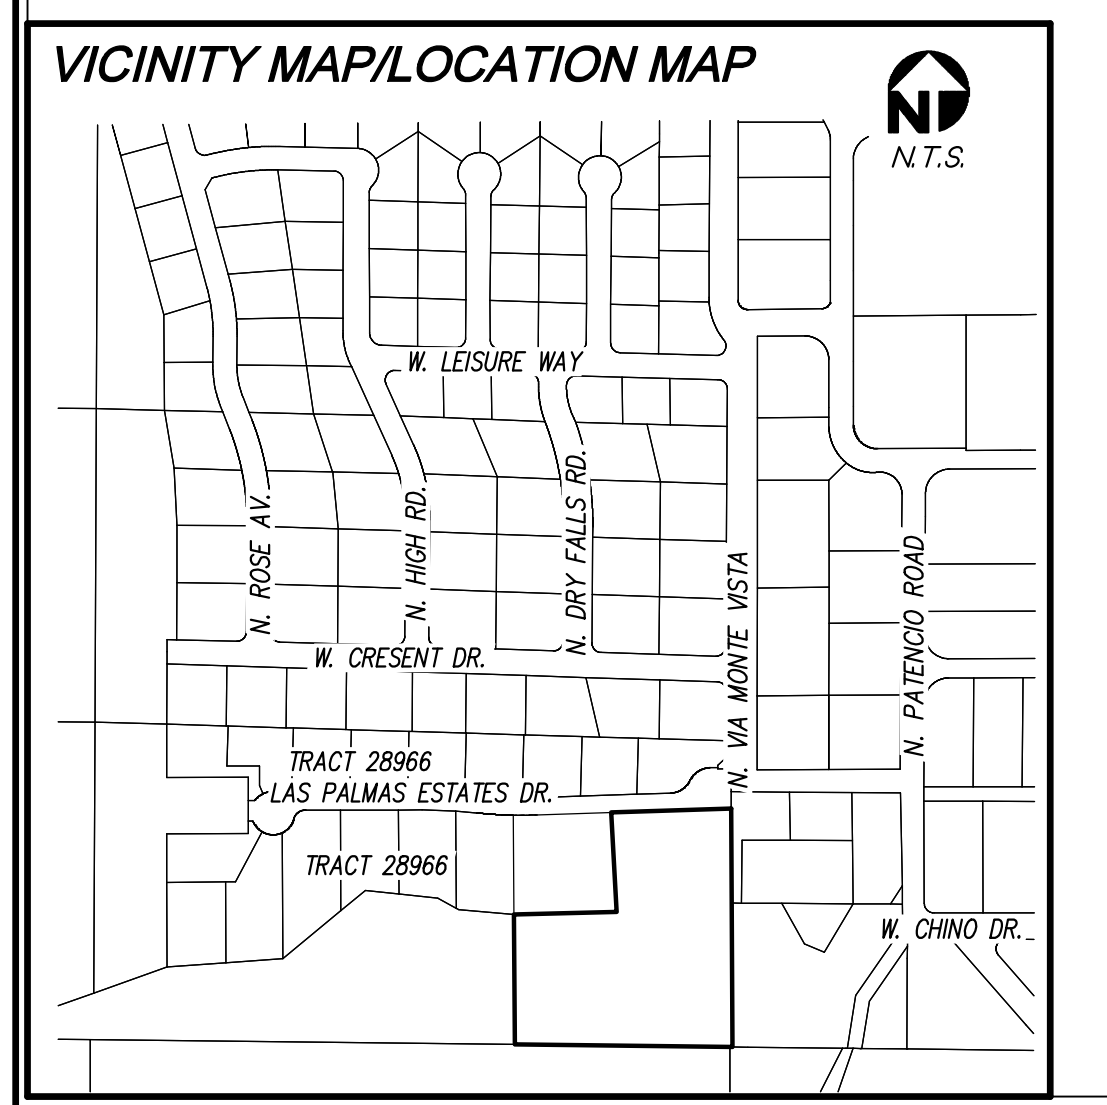 VICINITY MAP/LOCATION MAP
N
N.T.S.
W. LEISURE WAY
N. ROSE AV.
N. HIGH RD.
N. DRY FALLS RD.
N. VIA MONTE VISTA
N. PATENCIO ROAD
W. CRESENT DR.
TRACT 28966
LAS PALMAS ESTATES DR.
TRACT 28966
W. CHINO DR.